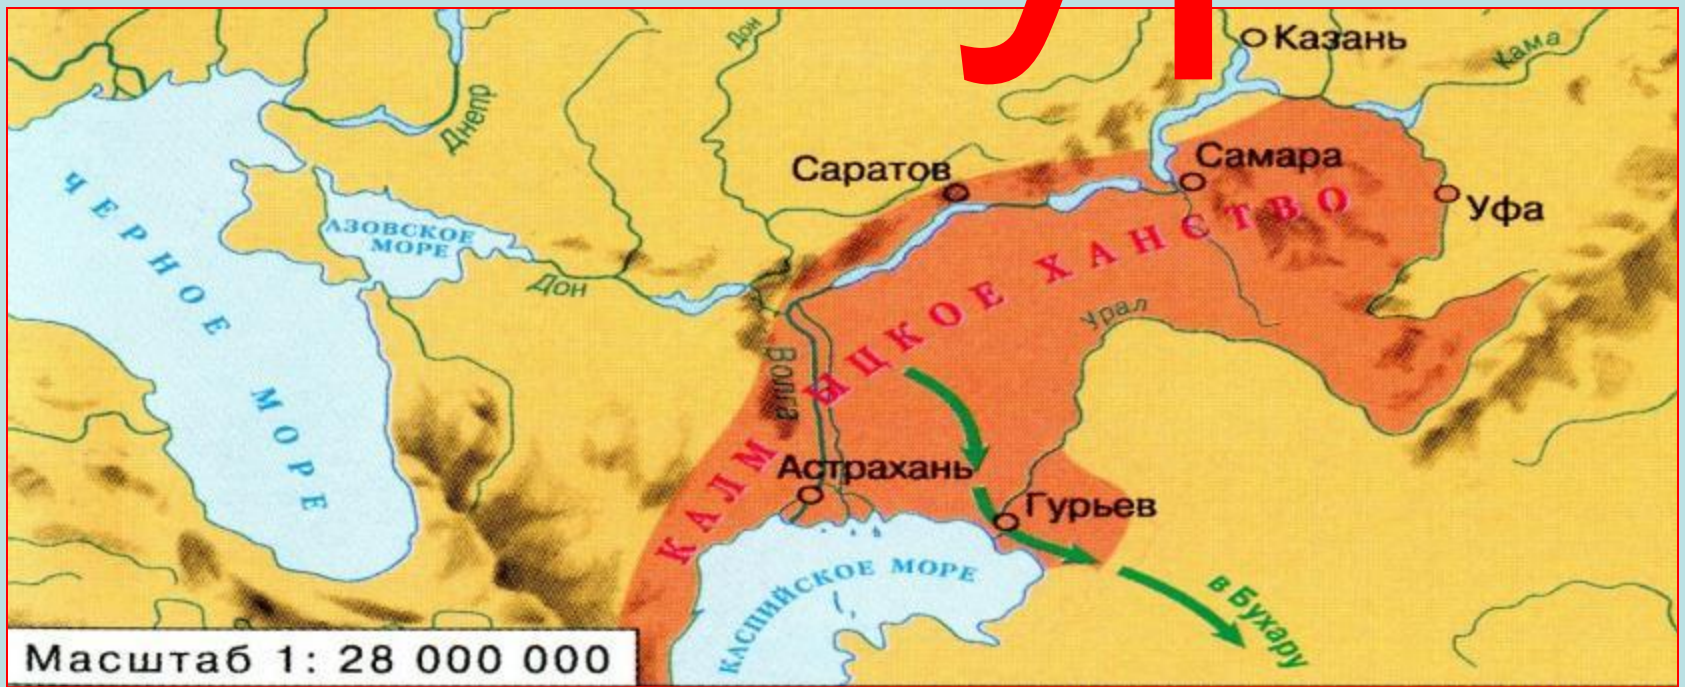 Казань
Кама
Дон
Днепр
Саратов
Самара
Уфа
ЧЕРНОЕ МОРЕ
АЗОВСКОЕ
МОРЕ
Дон
КАЛМЫЦКОЕ ХАНСТВО
Урал
Волга
Астрахань
Гурьев
КАСПИЙСКОЕ МОРЕ
в Бухару
Масштаб 1: 28 000 000